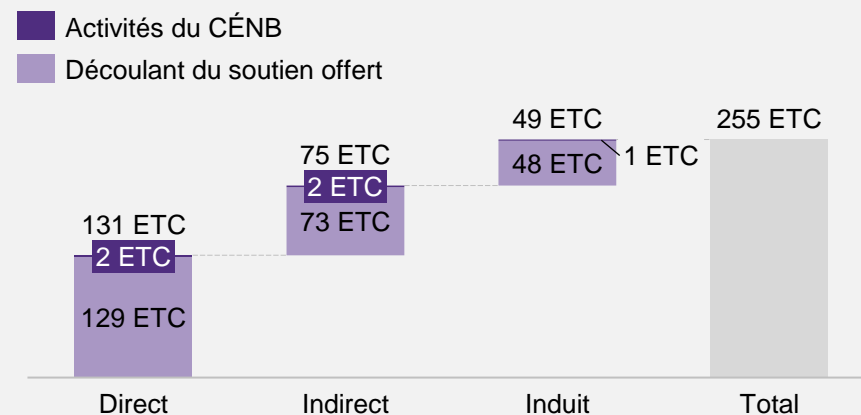 Activités du CÉNB
Découlant du soutien offert
131 ETC
2 ETC
129 ETC
75 ETC
2 ETC
73 ETC
49 ETC
1 ETC
48 ETC
255 ETC
Direct
Indirect
Induit
Total